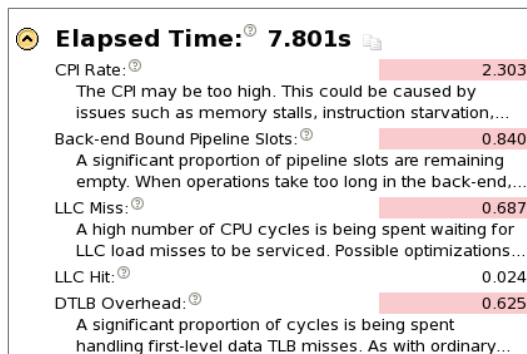 Elapsed Time: 7.801s
CPI Rate: 2.303
The CPI may be too high. This could be caused by
issues such as memory stalls, instruction starvation,...
Back-end Bound Pipeline Slots: 0.840
A significant proportion of pipeline slots are remaining
empty. When operations take too long in the back-end,...
LLC Miss: 0.687
A high number of CPU cycles is being spent waiting for
LLC load misses to be serviced. Possible optimizations...
LLC Hit: 0.024
DTLB Overhead: 0.625
A significant proportion of cycles is being spent
handling first-level data TLB misses. As with ordinary...